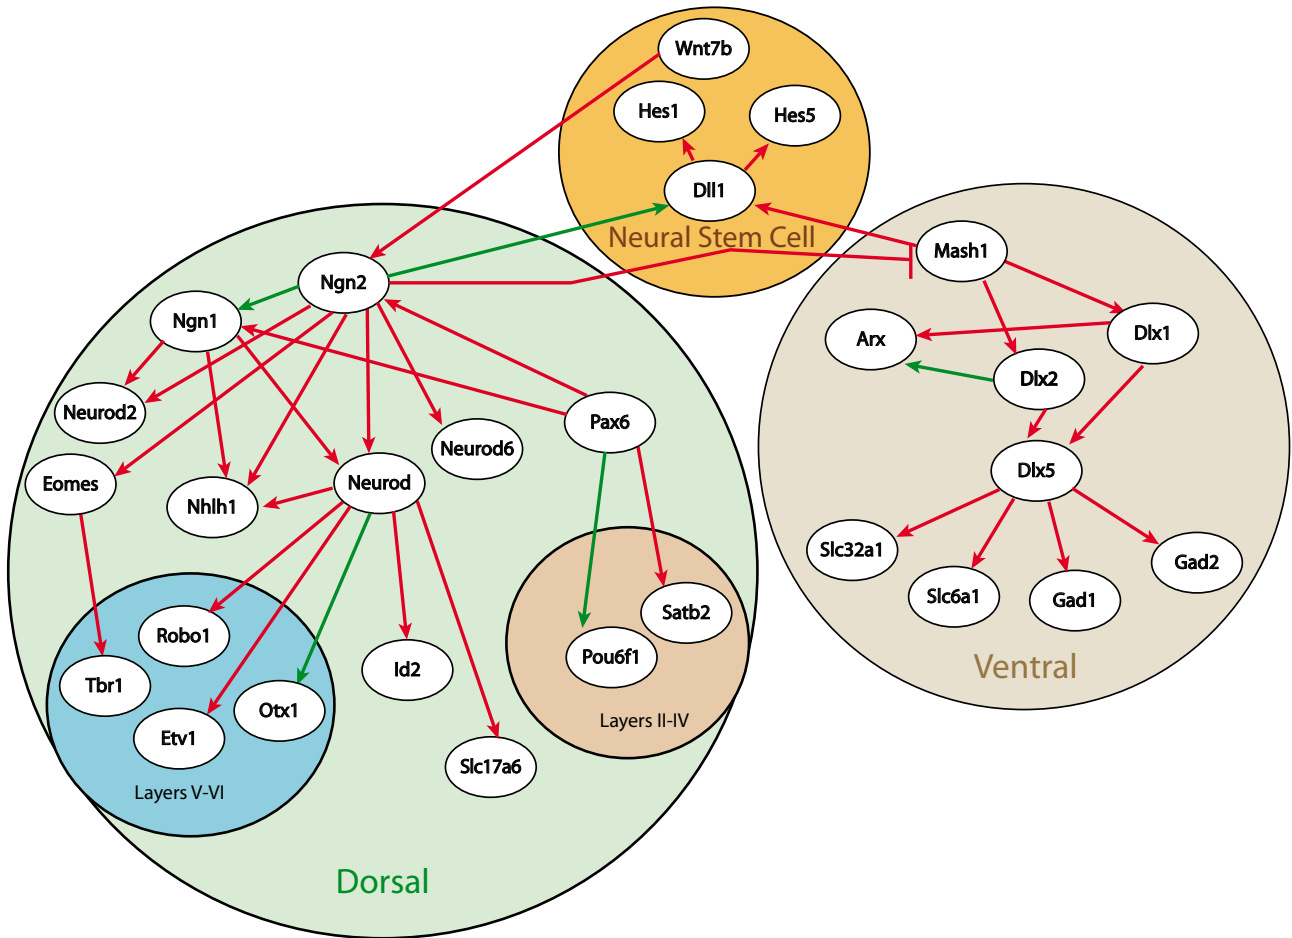 Wnt7b
Hes1
Hes5
Dll1
Neural Stem Cell
Mash1
Ngn2
Ngn1
Dlx1
Arx
Dlx2
Neurod2
Pax6
Neurod6
Dlx5
Eomes
Neurod
Nhlh1
Slc32a1
Gad2
Slc6a1
Gad1
Satb2
Robo1
Pou6f1
Ventral
Id2
Tbr1
Otx1
Layers II-IV
Etv1
Slc17a6
Layers V-VI
Dorsal